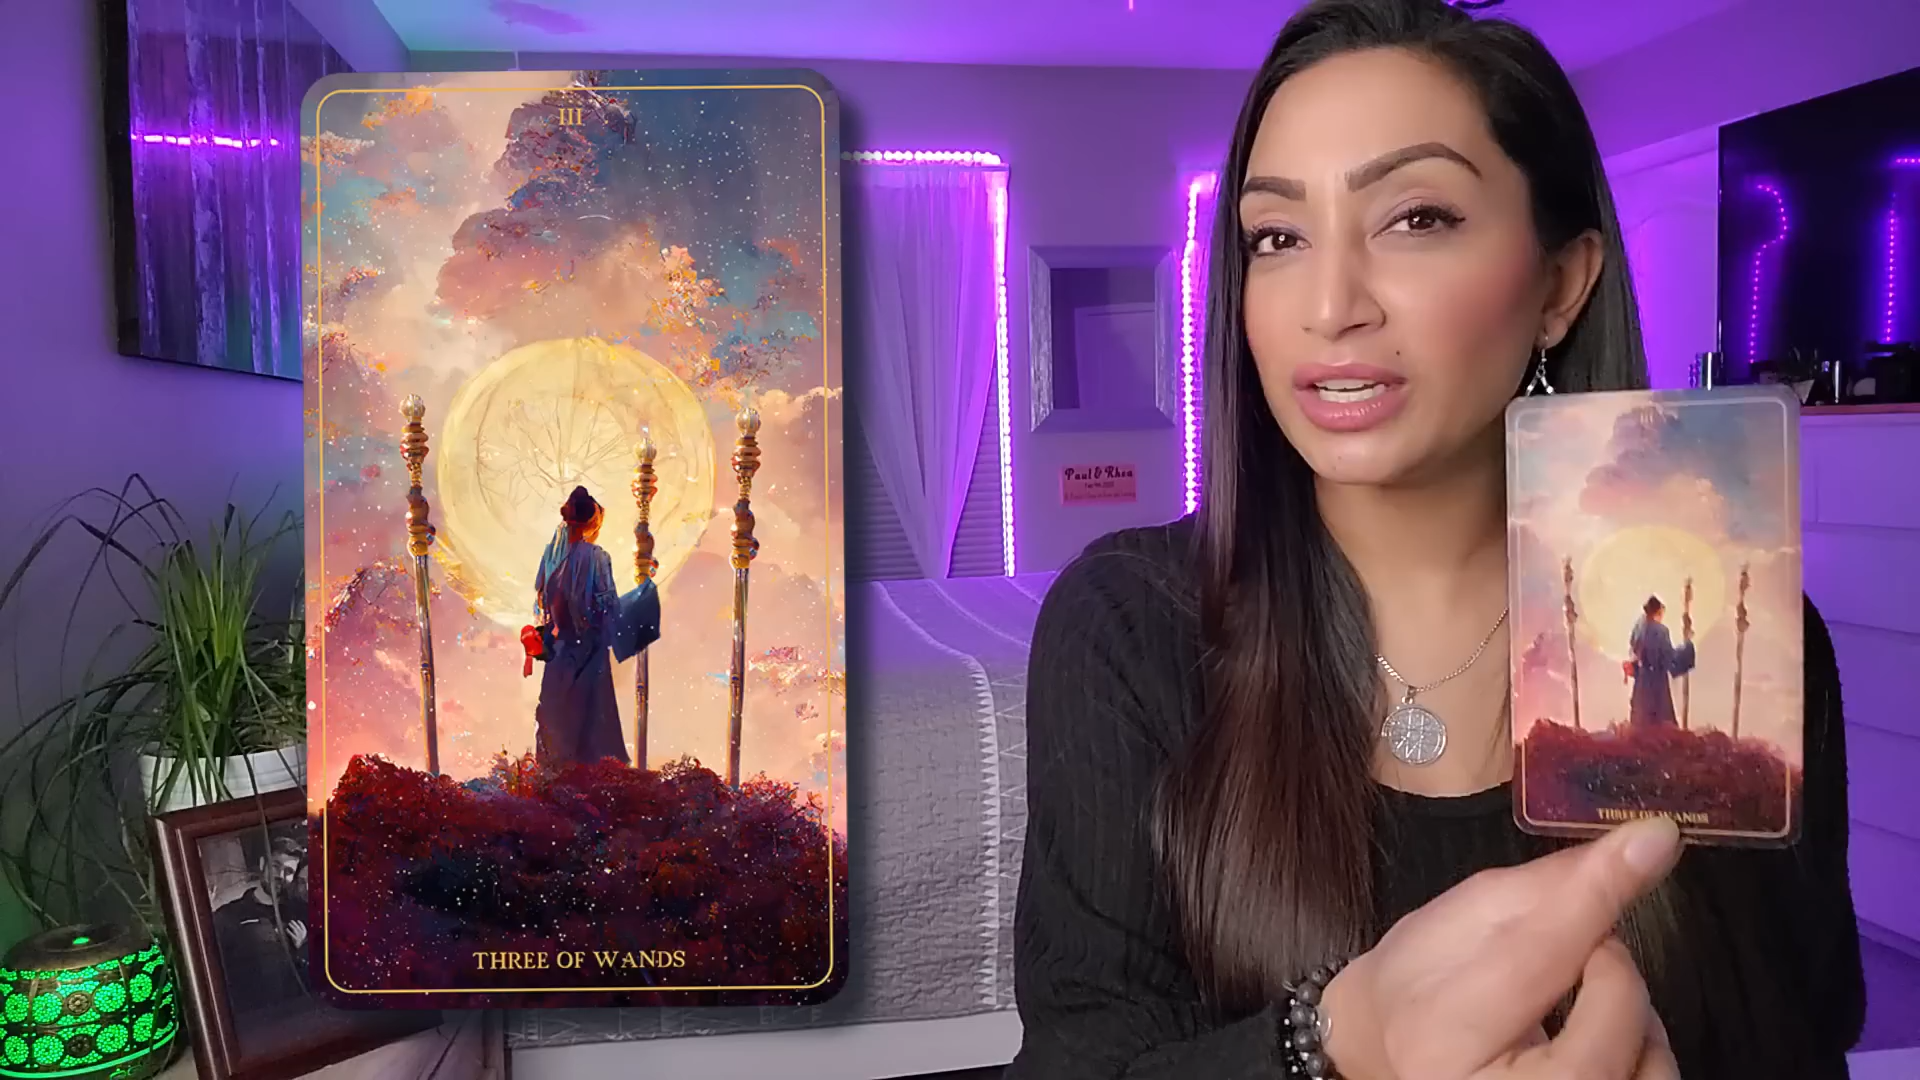 III
THREE OF WANDS
Paul & Rhea
THREE OF WANDS